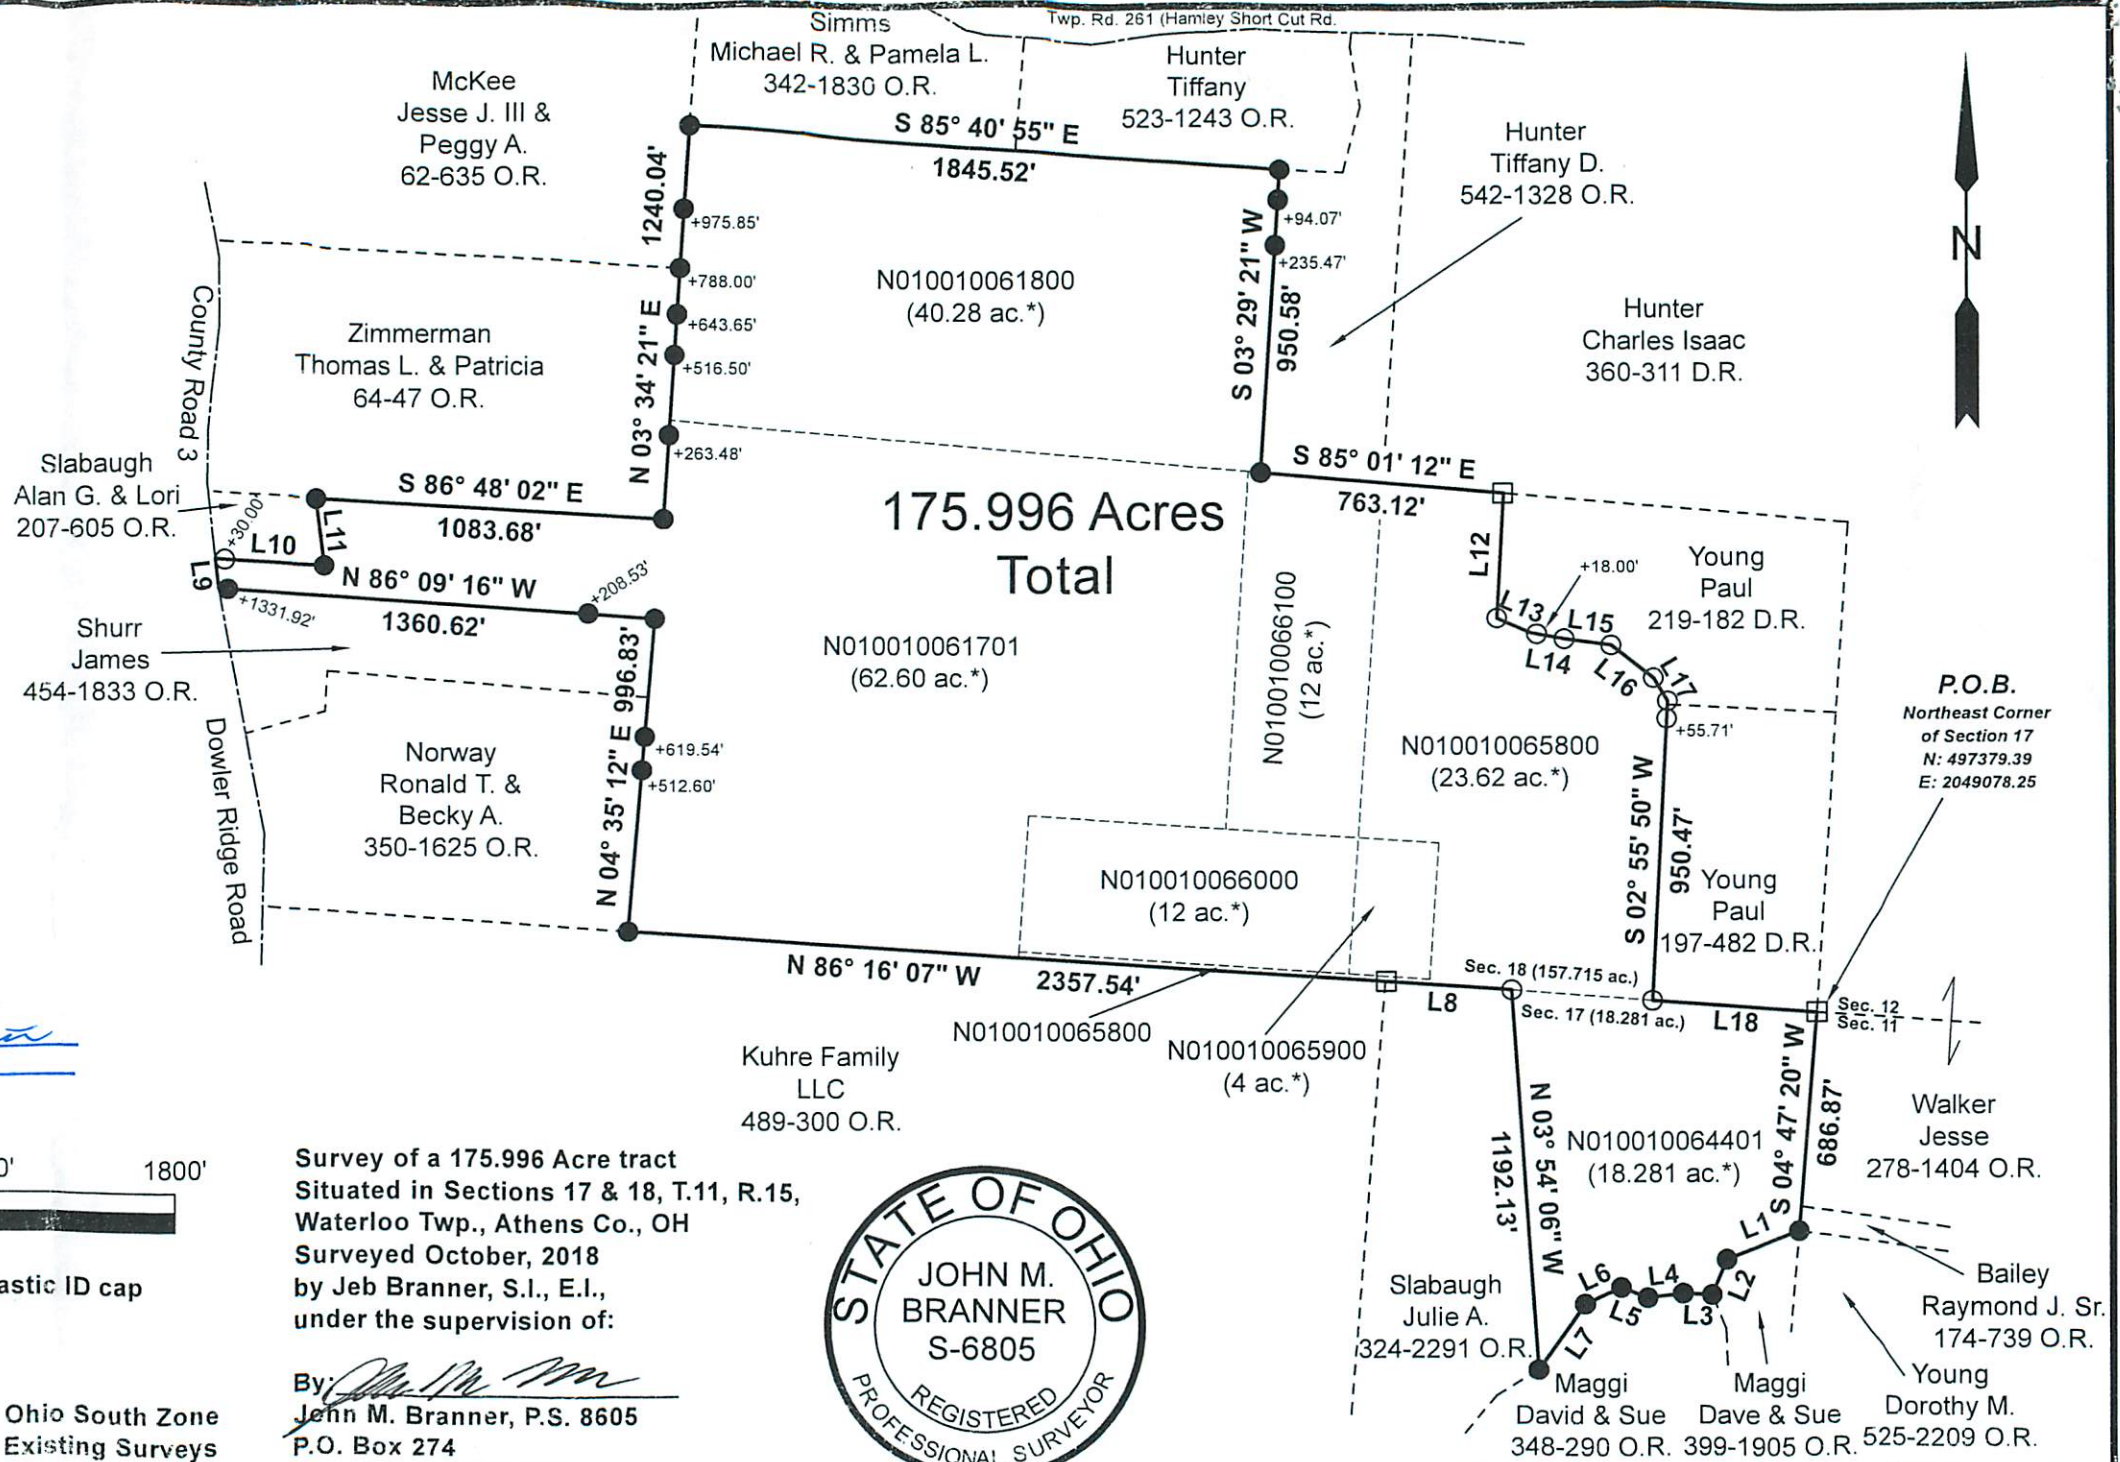 Twp. Rd. 261 (Hamley Short Cut Rd.
Simms
Michael R. & Pamela L.
342-1830 O.R.
Hunter
Tiffany
523-1243 O.R.
McKee
Jesse J. III &
Peggy A.
62-635 O.R.
Hunter
Tiffany D.
542-1328 O.R.
S 85° 40' 55" E
1845.52'
1240.04'
N 03° 34' 21" E
+975.85'
+788.00'
+643.65'
+516.50'
+263.48'
N010010061800
(40.28 ac.*)
+94.07'
+235.47'
S 03° 29' 21" W
950.58'
N
Hunter
Charles Isaac
360-311 D.R.
County Road 3
Zimmerman
Thomas L. & Patricia
64-47 O.R.
Slabaugh
Alan G. & Lori
207-605 O.R.
+30.00'
S 86° 48' 02" E
1083.68'
L11
L10
L9
N 86° 09' 16" W
1360.62'
+1331.92'
+208.53'
175.996 Acres
Total
S 85° 01' 12" E
763.12'
L12
L13
+18.00'
L15
L14
L16
L17
Young
Paul
219-182 D.R.
Shurr
James
454-1833 O.R.
N010010061701
(62.60 ac.*)
N010010066100
(12 ac.*)
+55.71'
P.O.B.
Northeast Corner
of Section 17
N: 497379.39
E: 2049078.25
Dowler Ridge Road
Norway
Ronald T. &
Becky A.
350-1625 O.R.
N 04° 35' 12" E
996.83'
+619.54'
+512.60'
N010010065800
(23.62 ac.*)
S 02° 55' 50" W
950.47'
Young
Paul
197-482 D.R.
N010010066000
(12 ac.*)
N 86° 16' 07" W
2357.54'
L8
Sec. 18 (157.715 ac.)
Sec. 17 (18.281 ac.)
L18
Sec. 12
Sec. 11
N010010065800
N010010065900
(4 ac.*)
Kuhre Family
LLC
489-300 O.R.
N 03° 54' 06" W
1192.13'
N010010064401
(18.281 ac.*)
S 04° 47' 20" W
686.87'
Walker
Jesse
278-1404 O.R.
L1
L2
L3
L4
L5
L6
L7
Slabaugh
Julie A.
324-2291 O.R.
Bailey
Raymond J. Sr.
174-739 O.R.
Maggi
David & Sue
348-290 O.R.
Maggi
Dave & Sue
399-1905 O.R.
Young
Dorothy M.
525-2209 O.R.
0'
1800'
astic ID cap
Ohio South Zone
Existing Surveys
Survey of a 175.996 Acre tract
Situated in Sections 17 & 18, T.11, R.15,
Waterloo Twp., Athens Co., OH
Surveyed October, 2018
by Jeb Branner, S.I., E.I.,
under the supervision of:
By:
John M. Branner, P.S. 8605
P.O. Box 274
STATE OF OHIO
JOHN M.
BRANNER
S-6805
REGISTERED
PROFESSIONAL SURVEYOR